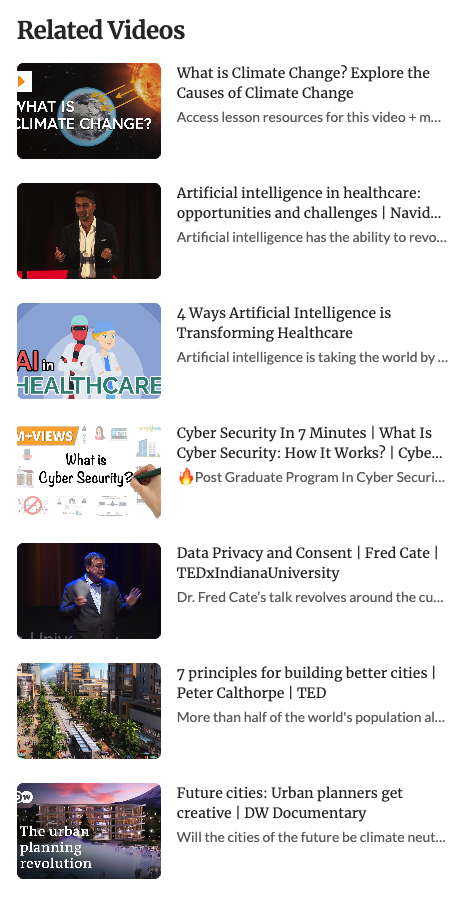 Related Videos
WHAT IS
CLIMATE CHANGE?
What is Climate Change? Explore the
Causes of Climate Change
Access lesson resources for this video + m...
Artificial intelligence in healthcare:
opportunities and challenges | Navid...
Artificial intelligence has the ability to revo...
AI in
HEALTHCARE
4 Ways Artificial Intelligence is
Transforming Healthcare
Artificial intelligence is taking the world by ...
M+VIEWS
What is
Cyber Security?
Cyber Security In 7 Minutes | What Is
Cyber Security: How It Works? | Cybe...
🔥Post Graduate Program In Cyber Securi...
Data Privacy and Consent | Fred Cate |
TEDxIndianaUniversity
Dr. Fred Cate's talk revolves around the cu...
7 principles for building better cities |
Peter Calthorpe | TED
More than half of the world's population al...
DW
The urban
planning
revolution
Future cities: Urban planners get
creative | DW Documentary
Will the cities of the future be climate neut...